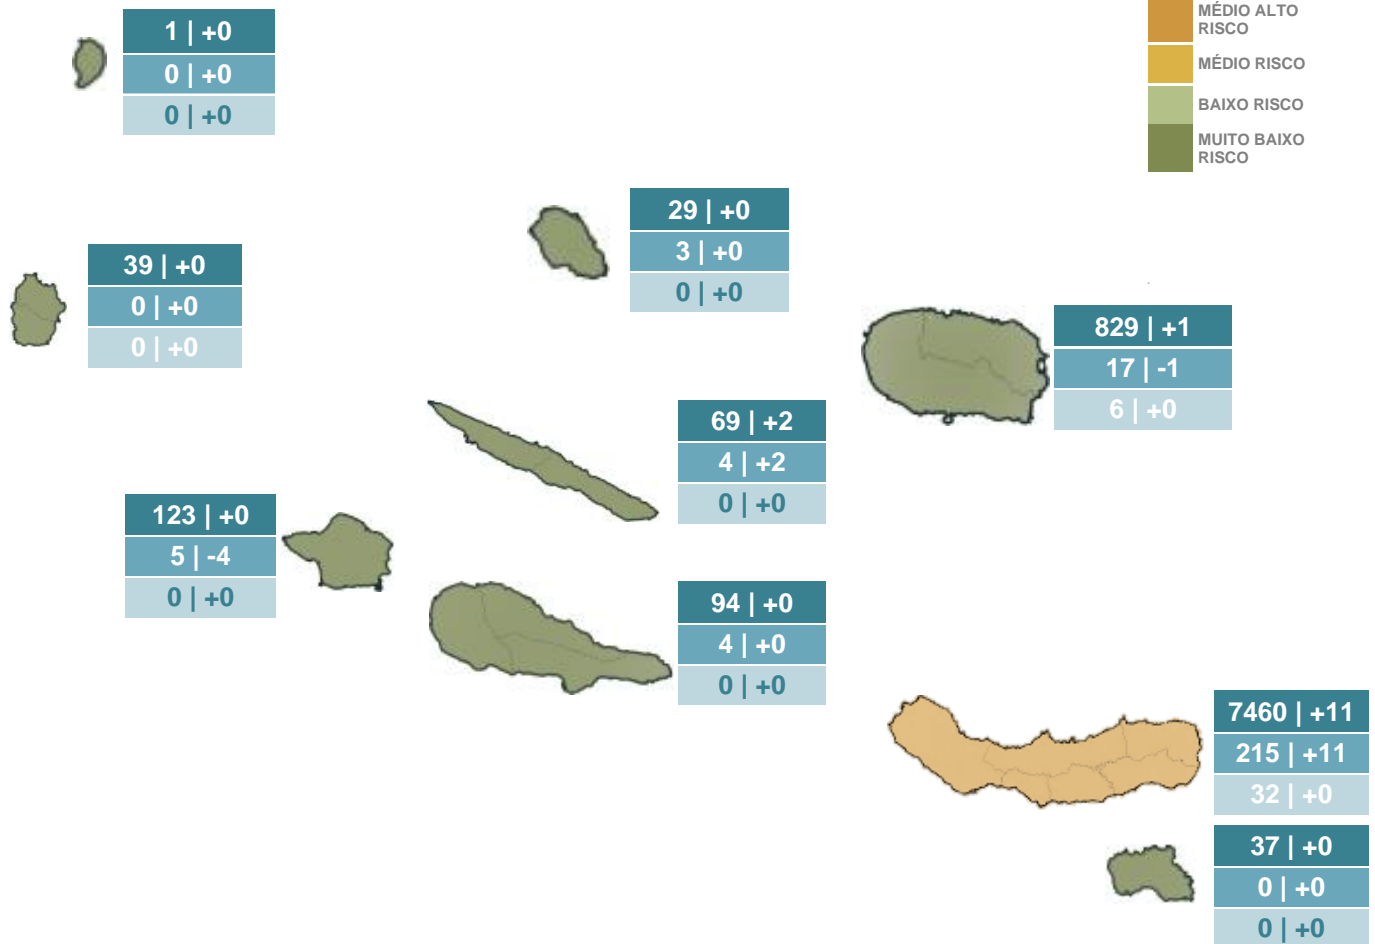 MÉDIO ALTO
RISCO
MÉDIO RISCO
BAIXO RISCO
MUITO BAIXO
RISCO
1 | +0
0 | +0
0 | +0
29 | +0
3 | +0
0 | +0
39 | +0
0 | +0
0 | +0
829 | +1
17 | -1
6 | +0
69 | +2
4 | +2
0 | +0
123 | +0
5 | -4
0 | +0
94 | +0
4 | +0
0 | +0
7460 | +11
215 | +11
32 | +0
37 | +0
0 | +0
0 | +0